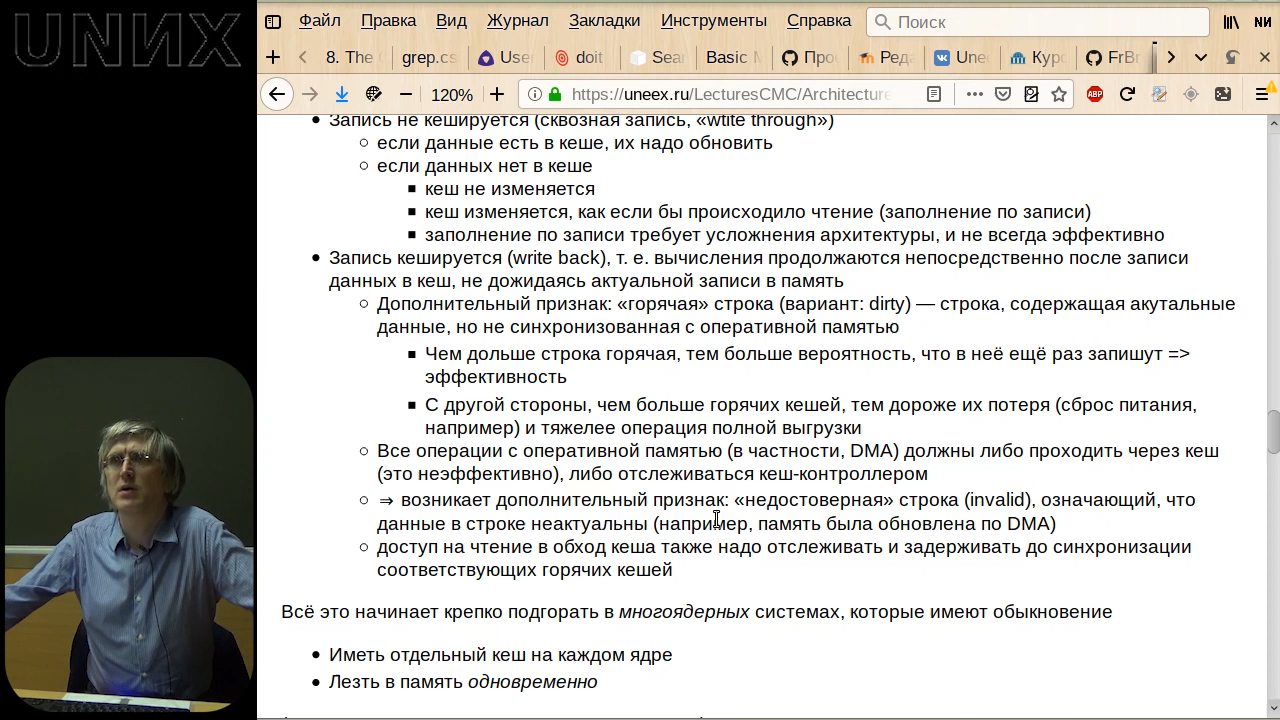 UNИX
Файл Правка Вид Журнал Закладки Инструменты Справка Поиск
8. The grep.cs User doit Sear Basic Про Реда Unee Курс FrBr
120% https://uneex.ru/LecturesCMC/Architecture ABP
Запись не кешируется (сквозная запись, «wtite through»)
если данные есть в кеше, их надо обновить
если данных нет в кеше
кеш не изменяется
кеш изменяется, как если бы происходило чтение (заполнение по записи)
заполнение по записи требует усложнения архитектуры, и не всегда эффективно
Запись кешируется (write back), т. е. вычисления продолжаются непосредственно после записи
данных в кеш, не дожидаясь актуальной записи в память
Дополнительный признак: «горячая» строка (вариант: dirty) — строка, содержащая акутальные
данные, но не синхронизованная с оперативной памятью
Чем дольше строка горячая, тем больше вероятность, что в неё ещё раз запишут =>
эффективность
С другой стороны, чем больше горячих кешей, тем дороже их потеря (сброс питания,
например) и тяжелее операция полной выгрузки
Все операции с оперативной памятью (в частности, DMA) должны либо проходить через кеш
(это неэффективно), либо отслеживаться кеш-контроллером
⇒ возникает дополнительный признак: «недостоверная» строка (invalid), означающий, что
данные в строке неактуальны (например, память была обновлена по DMA)
доступ на чтение в обход кеша также надо отслеживать и задерживать до синхронизации
соответствующих горячих кешей
Всё это начинает крепко подгорать в многоядерных системах, которые имеют обыкновение
Иметь отдельный кеш на каждом ядре
Лезть в память одновременно